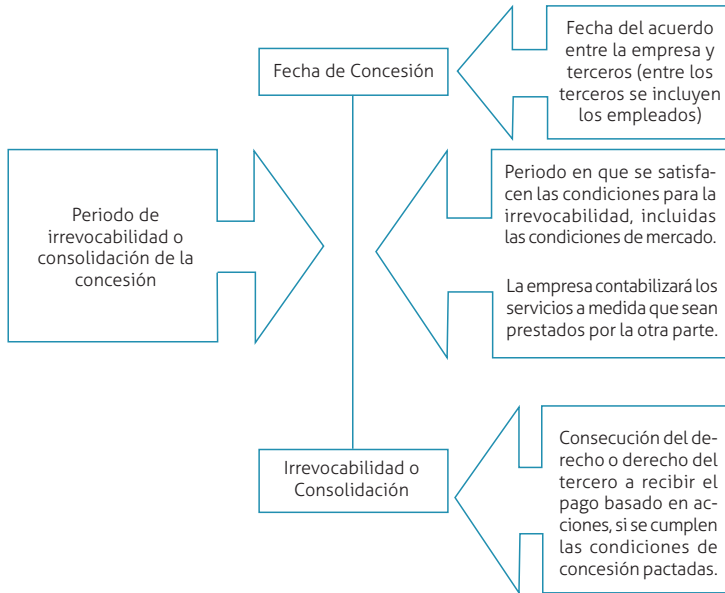 Fecha de Concesión
Fecha del acuerdo
entre la empresa y
terceros (entre los
terceros se incluyen
los empleados)
Periodo de
irrevocabilidad o
consolidación de la
concesión
Periodo en que se satisfa-
cen las condiciones para la
irrevocabilidad, incluidas
las condiciones de mercado.
La empresa contabilizará los
servicios a medida que sean
prestados por la otra parte.
Irrevocabilidad o
Consolidación
Consecución del de-
recho o derecho del
tercero a recibir el
pago basado en ac-
ciones, si se cumplen
las condiciones de
concesión pactadas.